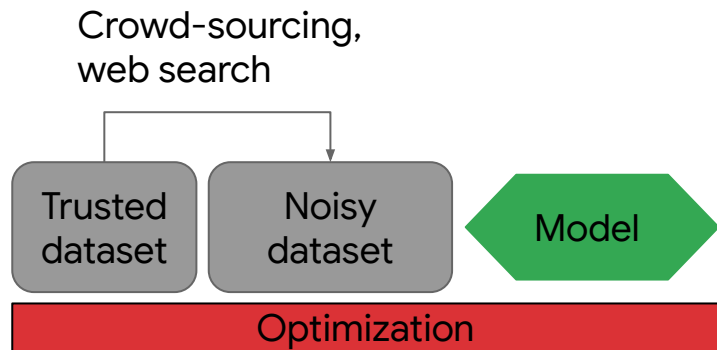 Crowd-sourcing,
web search
Trusted
dataset
Noisy
dataset
Model
Optimization